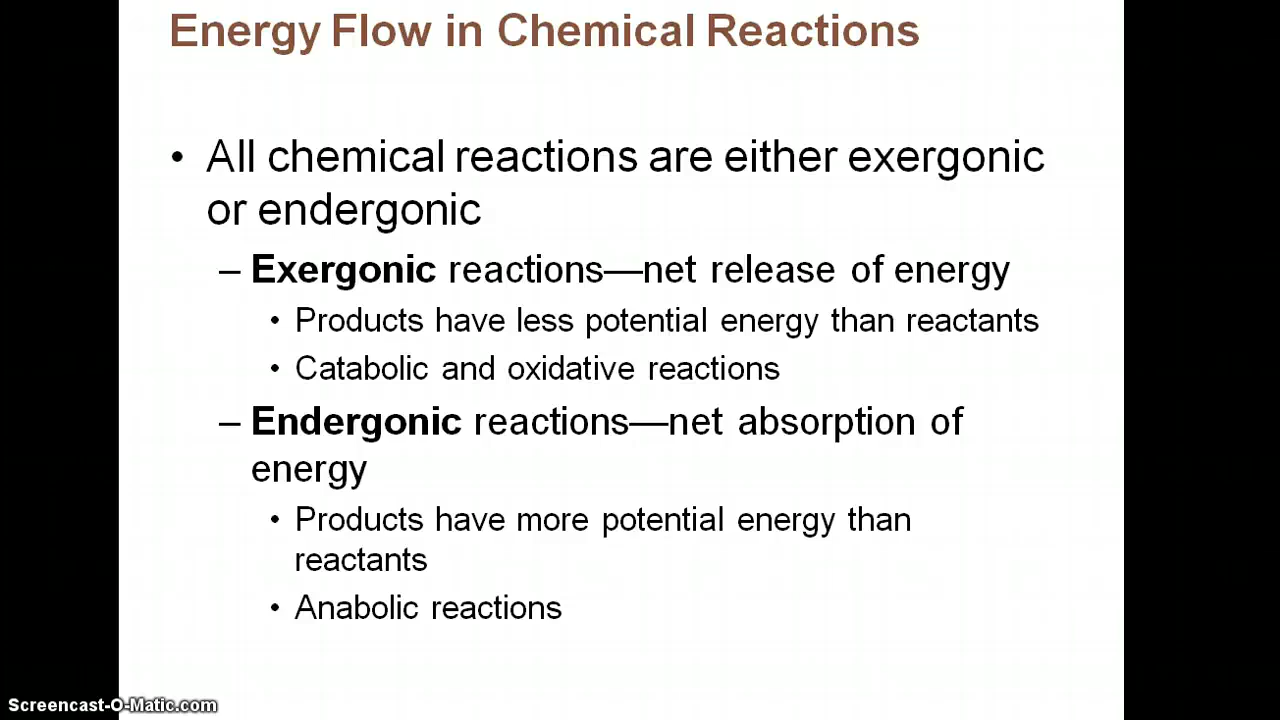 Energy Flow in Chemical Reactions
• All chemical reactions are either exergonic
or endergonic
– Exergonic reactions—net release of energy
• Products have less potential energy than reactants
• Catabolic and oxidative reactions
– Endergonic reactions—net absorption of
energy
• Products have more potential energy than
reactants
• Anabolic reactions
Screencast-O-Matic.com